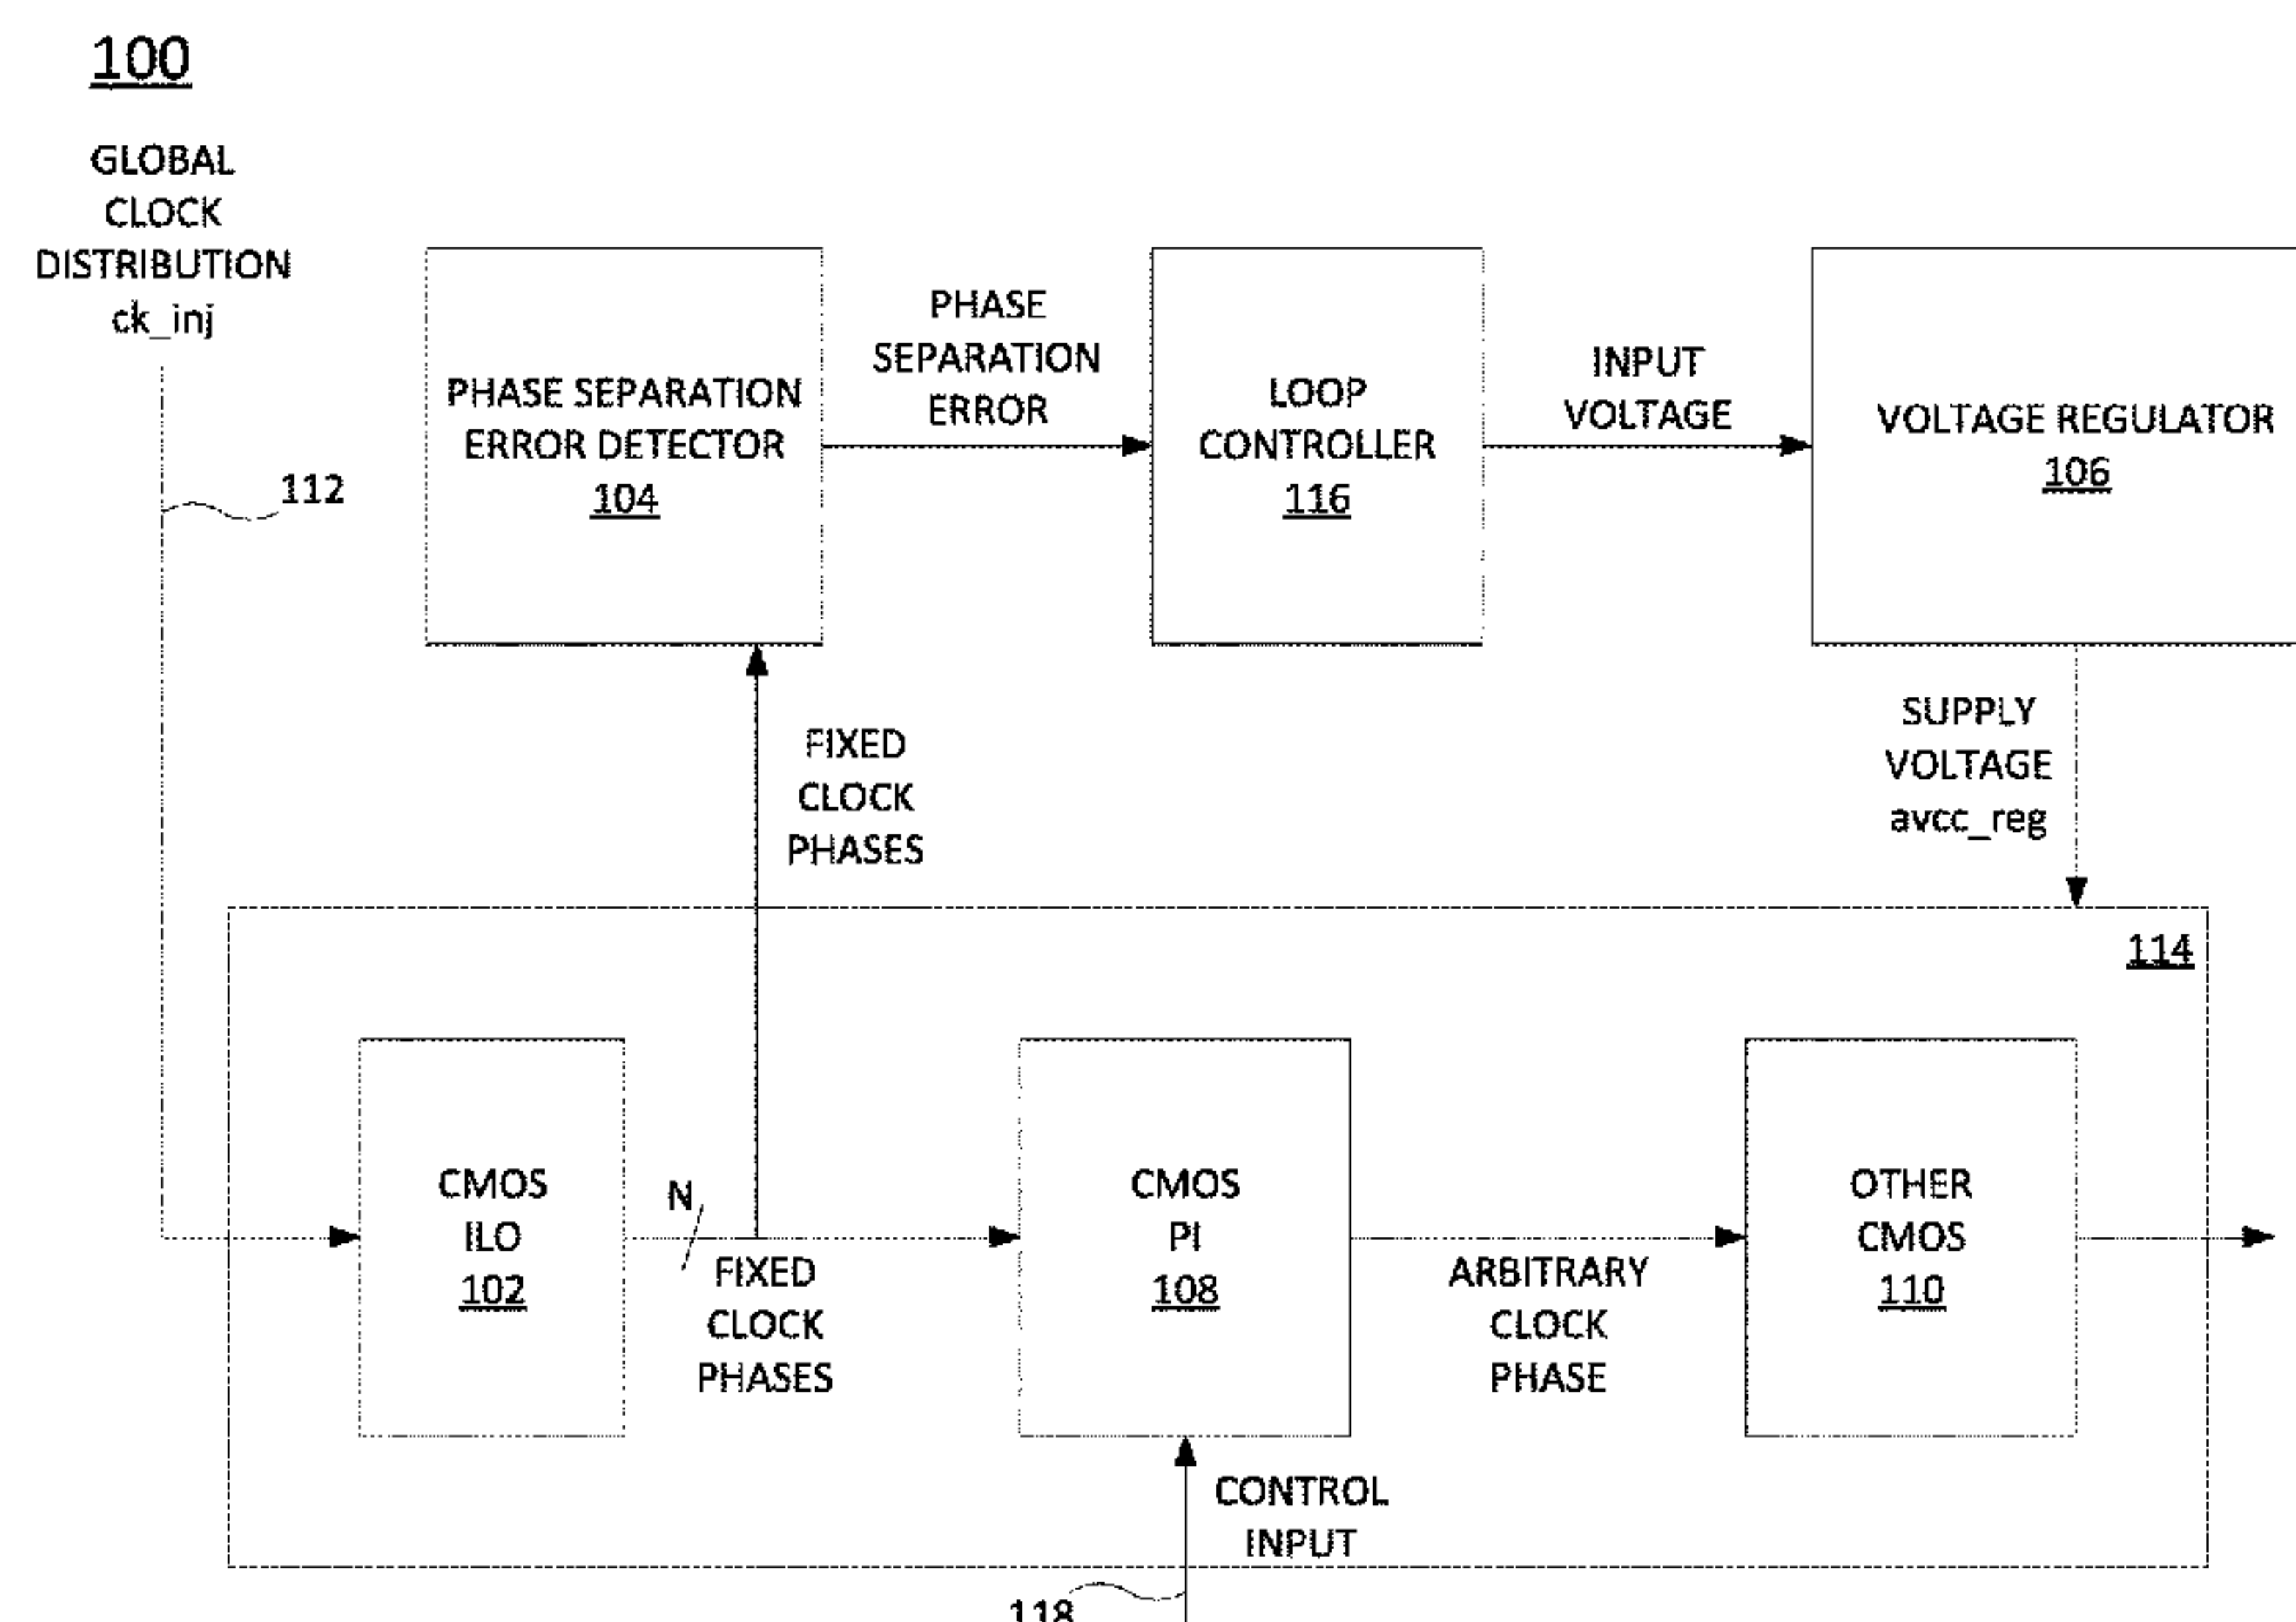 100
GLOBAL
CLOCK
DISTRIBUTION
ck_inj
112
PHASE SEPARATION
ERROR DETECTOR
104
PHASE
SEPARATION
ERROR
LOOP
CONTROLLER
116
INPUT
VOLTAGE
VOLTAGE REGULATOR
106
FIXED
CLOCK
PHASES
SUPPLY
VOLTAGE
avcc_reg
114
CMOS
ILO
102
N
FIXED
CLOCK
PHASES
CMOS
PI
108
ARBITRARY
CLOCK
PHASE
OTHER
CMOS
110
CONTROL
INPUT
118